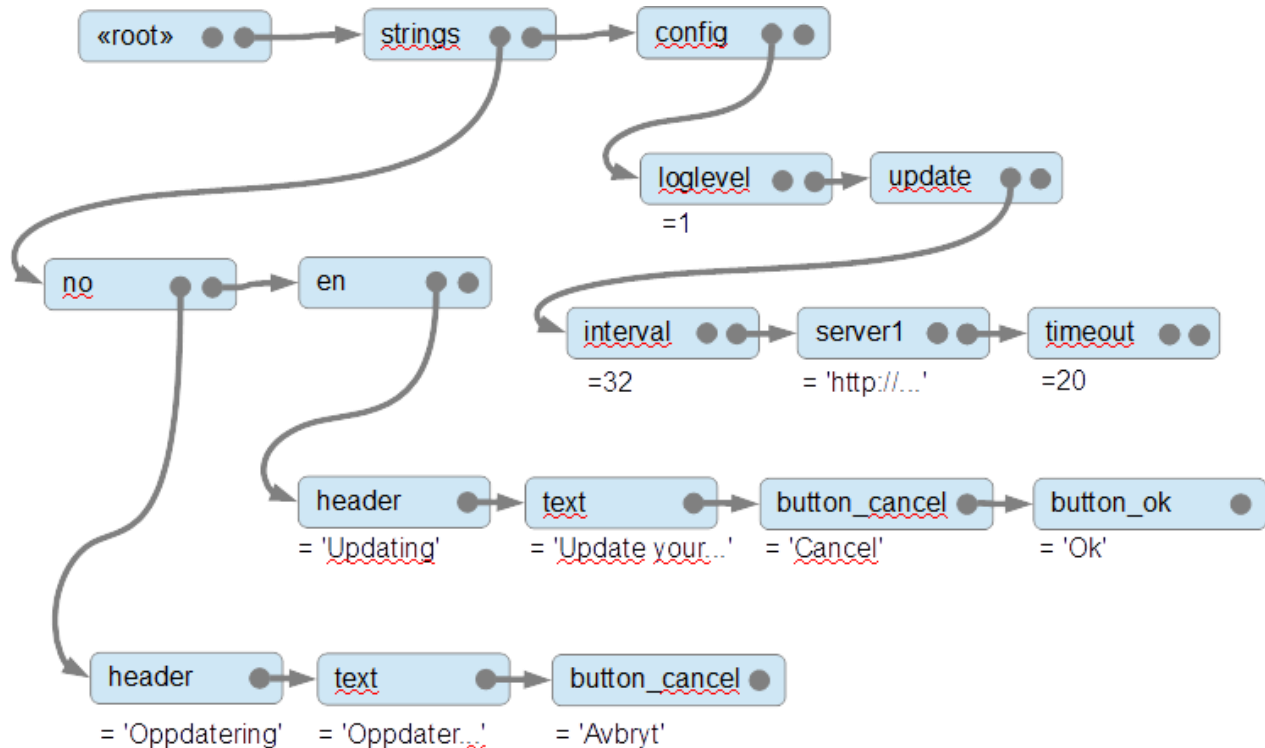 «root» strings config
loglevel update
=1
no en
interval server1 timeout
=32 = 'http://...' =20
header text button_cancel button_ok
= 'Updating' = 'Update your...' = 'Cancel' = 'Ok'
header text button_cancel
= 'Oppdatering' = 'Oppdater...' = 'Avbryt'